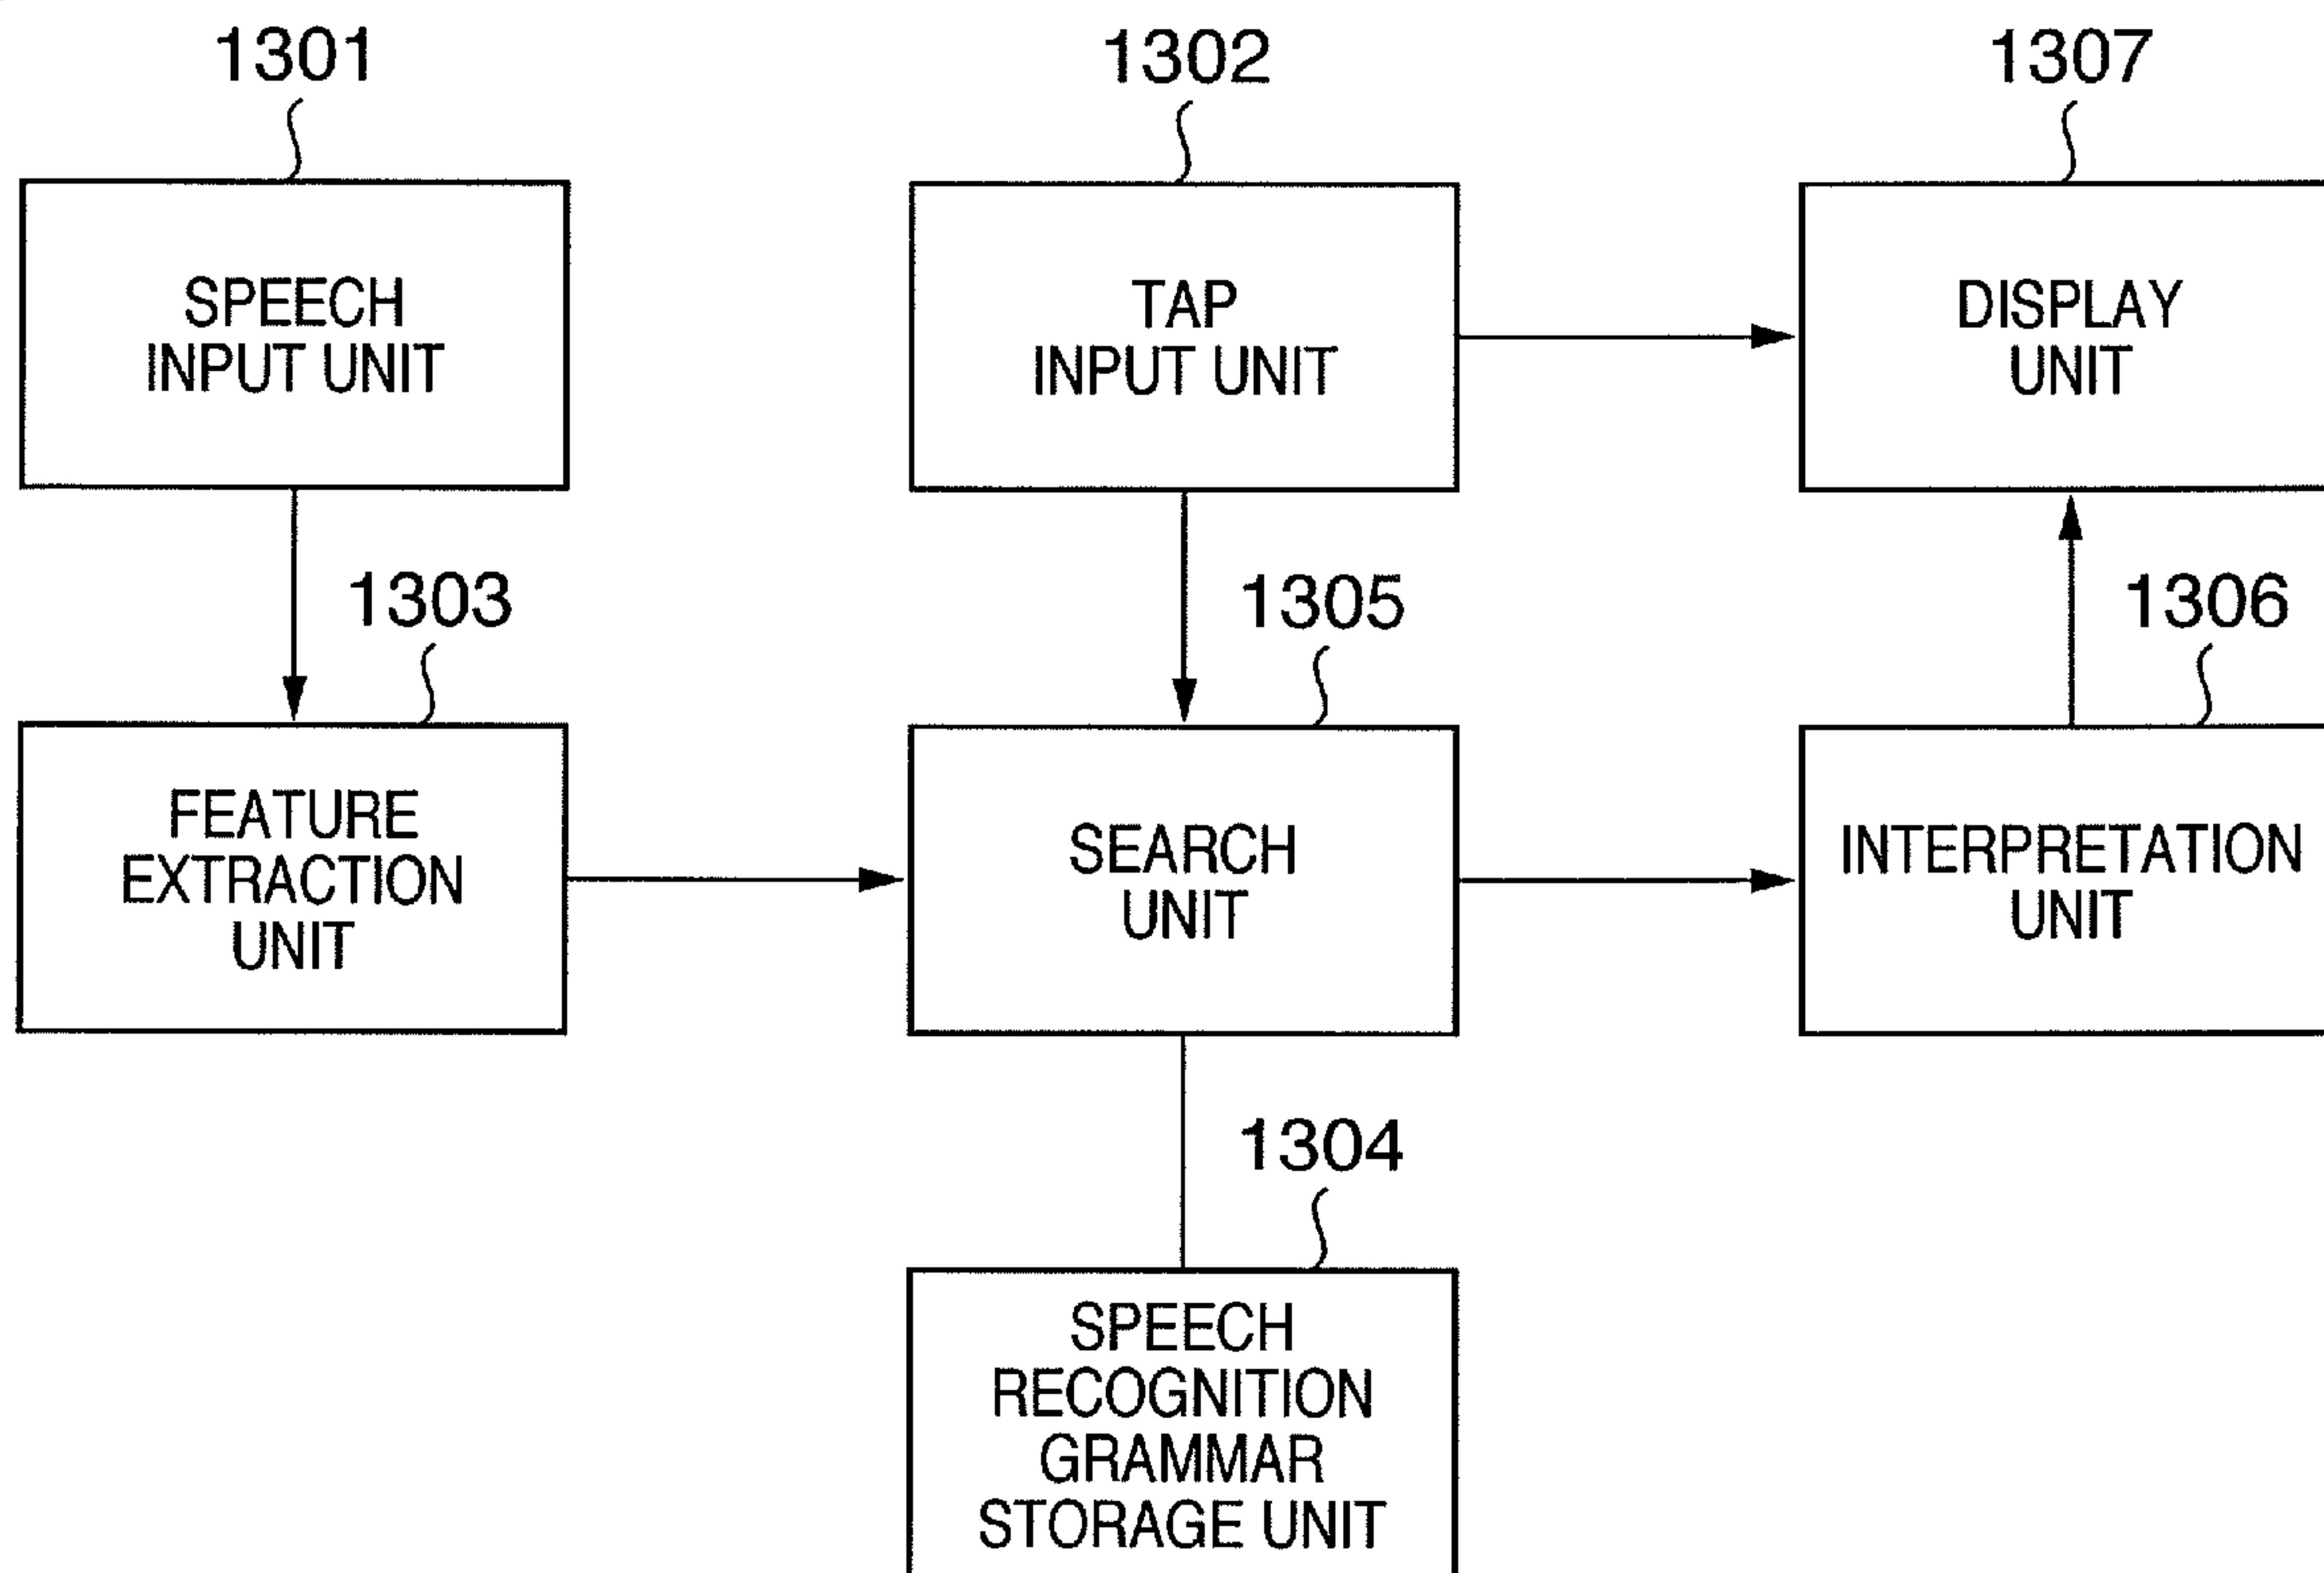 1301
SPEECH
INPUT UNIT
1302
TAP
INPUT UNIT
1307
DISPLAY
UNIT
1303
FEATURE
EXTRACTION
UNIT
1305
SEARCH
UNIT
1306
INTERPRETATION
UNIT
1304
SPEECH
RECOGNITION
GRAMMAR
STORAGE UNIT